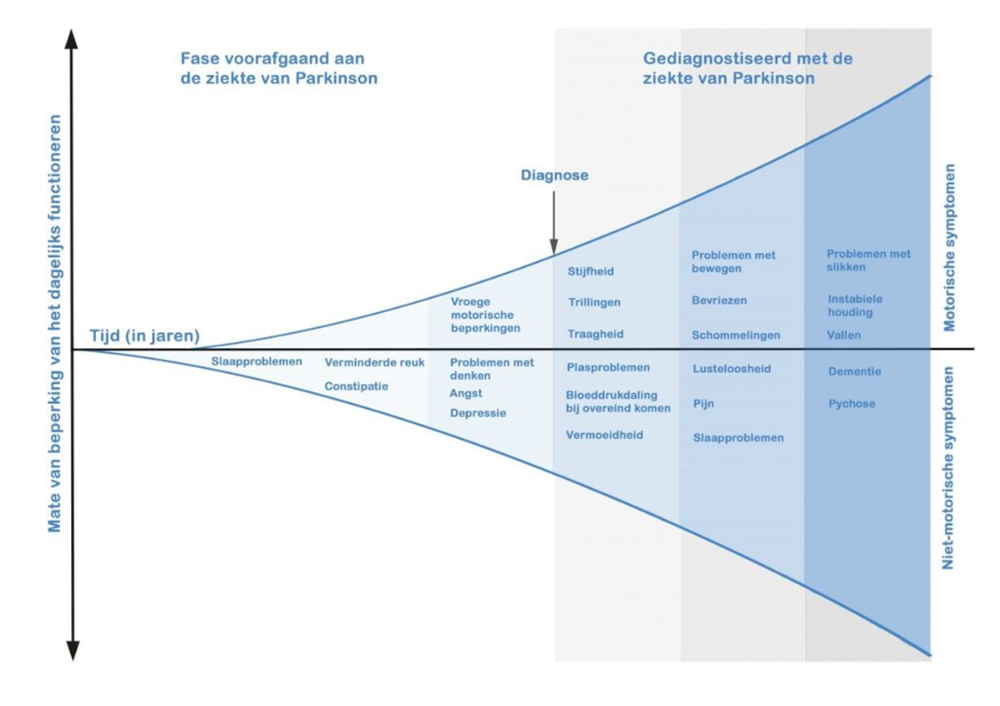 Fase voorafgaand aan
de ziekte van Parkinson
Gediagnostiseerd met de
ziekte van Parkinson
Mate van beperking van het dagelijks functioneren
Diagnose
Tijd (in jaren)
Vroege
motorische
beperkingen
Stijfheid
Trillingen
Traagheid
Problemen met
bewegen
Bevriezen
Schommelingen
Problemen met
slikken
Instabiele
houding
Vallen
Motorische symptomen
Slaapproblemen
Verminderde reuk
Constipatie
Problemen met
denken
Angst
Depressie
Plasproblemen
Bloeddrukdaling
bij overeind komen
Vermoeidheid
Lusteloosheid
Pijn
Slaapproblemen
Dementie
Pychose
Niet-motorische symptomen